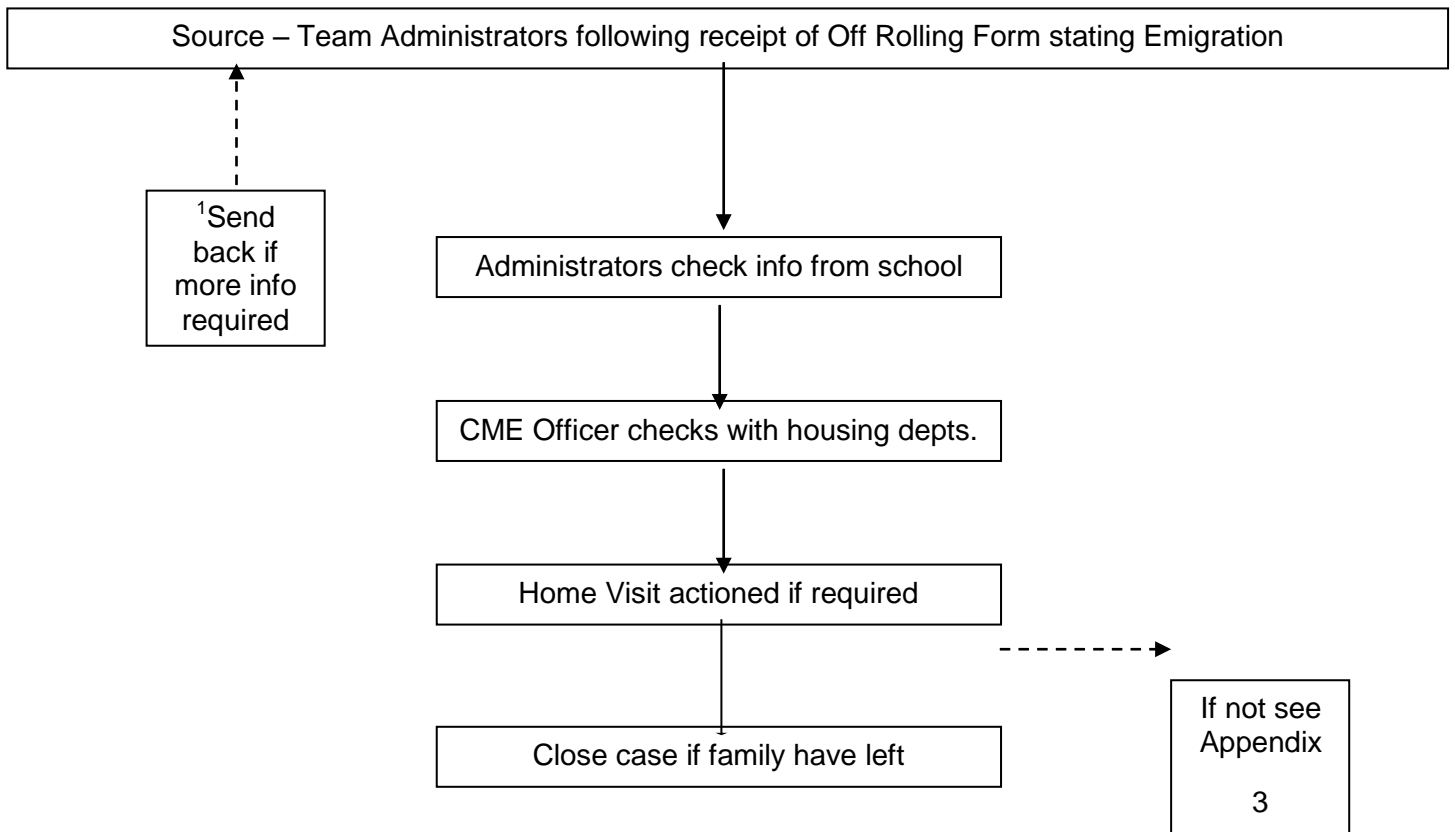 Source – Team Administrators following receipt of Off Rolling Form stating Emigration
¹Send
back if
more info
required
Administrators check info from school
CME Officer checks with housing depts.
Home Visit actioned if required
Close case if family have left
If not see
Appendix
3